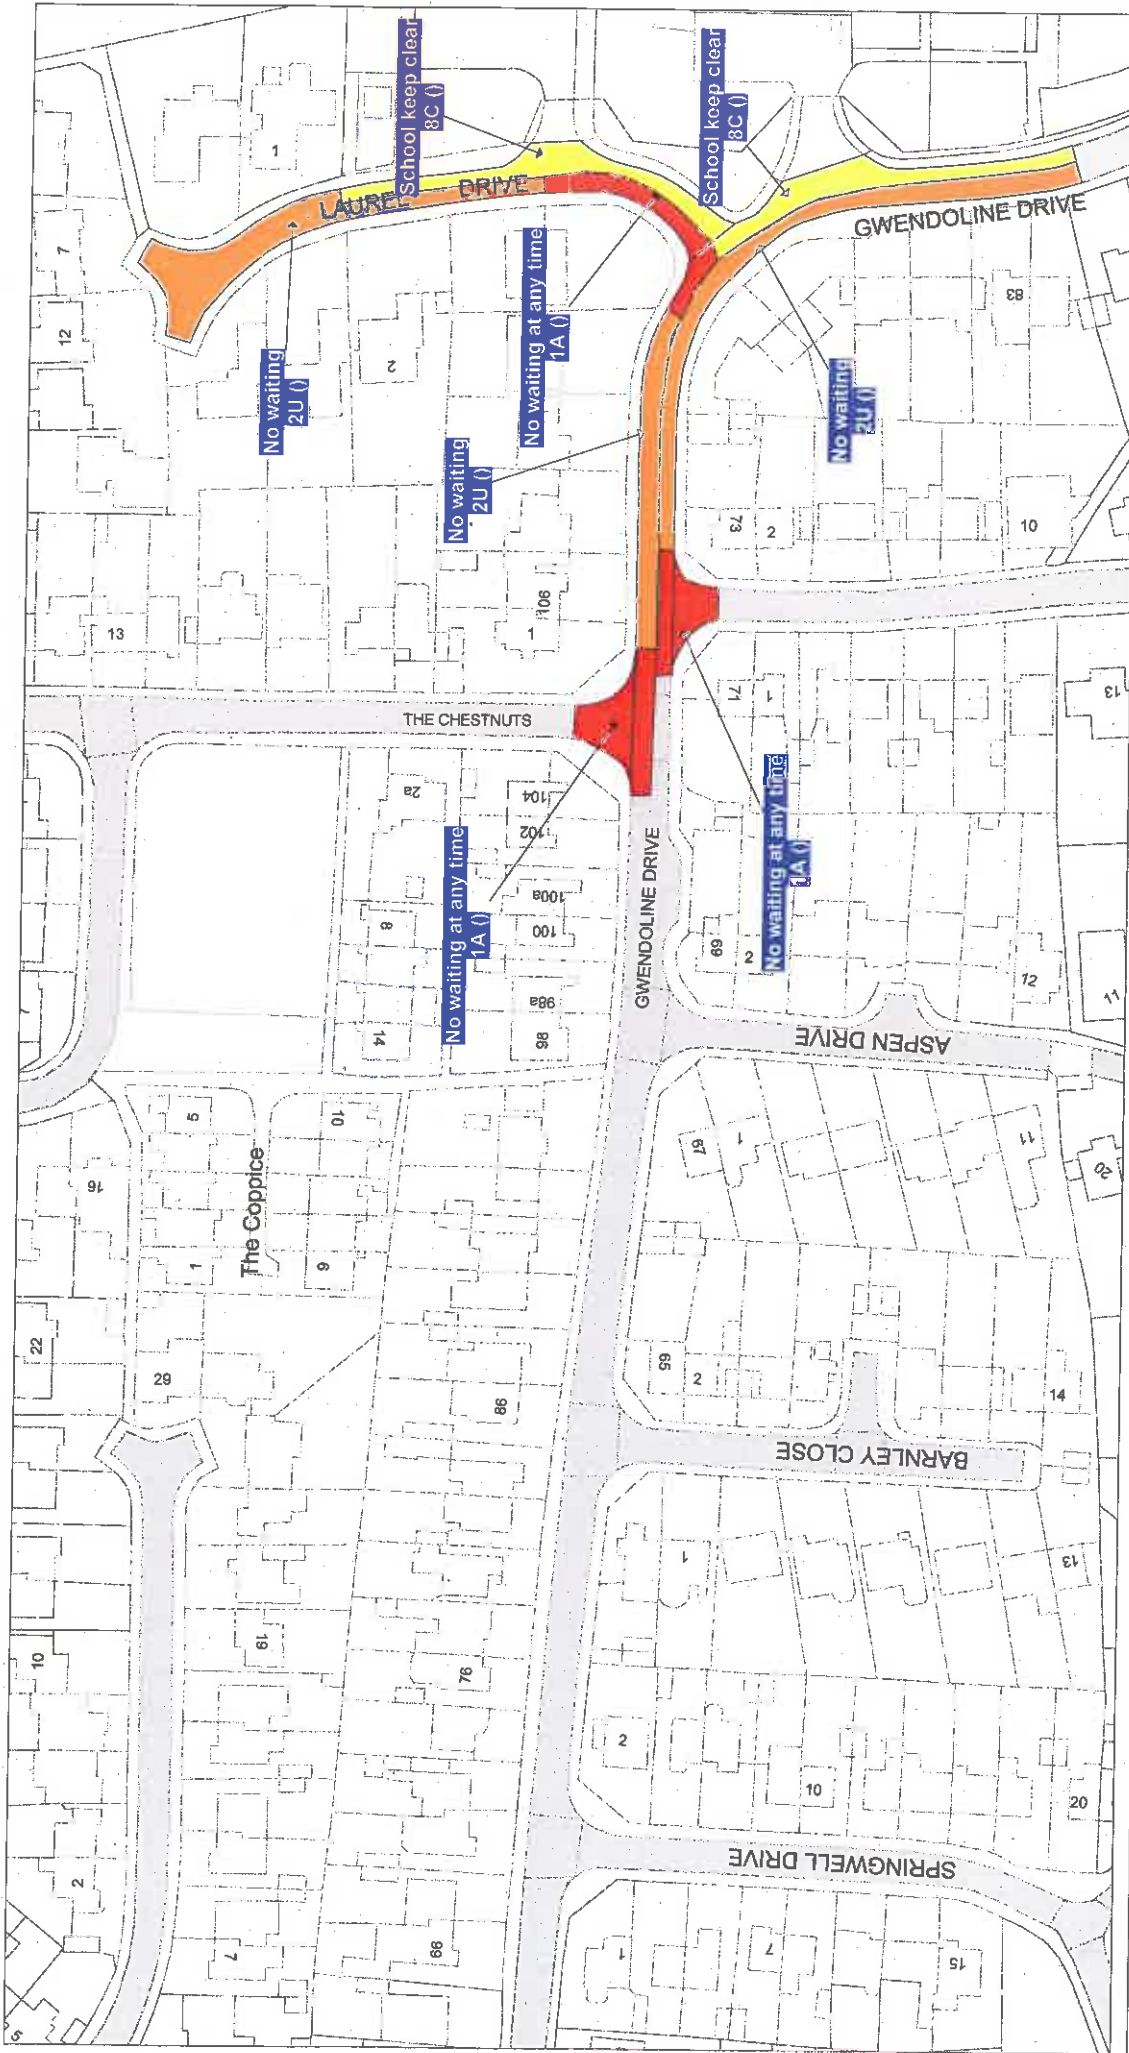 School keep clear
8C ()
School keep clear
8C ()
1
LAUREL
DRIVE
GWENDOLINE DRIVE
7
12
No waiting
2U ()
2
No waiting at any time
1A ()
83
No waiting
2U ()
No waiting
2U ()
73
2
10
13
106
1
THE CHESTNUTS
71
1
13
2a
104
102
100a
100
98a
98
8
14
No waiting at any time
1A ()
No waiting at any time
1A ()
GWENDOLINE DRIVE
69
2
12
11
ASPEN DRIVE
5
10
16
The Coppice
1
9
67
1
11
20
22
29
88
65
2
14
BARNLEY CLOSE
1
13
10
19
76
2
10
20
SPRINGWELL DRIVE
2
7
66
1
7
15
5